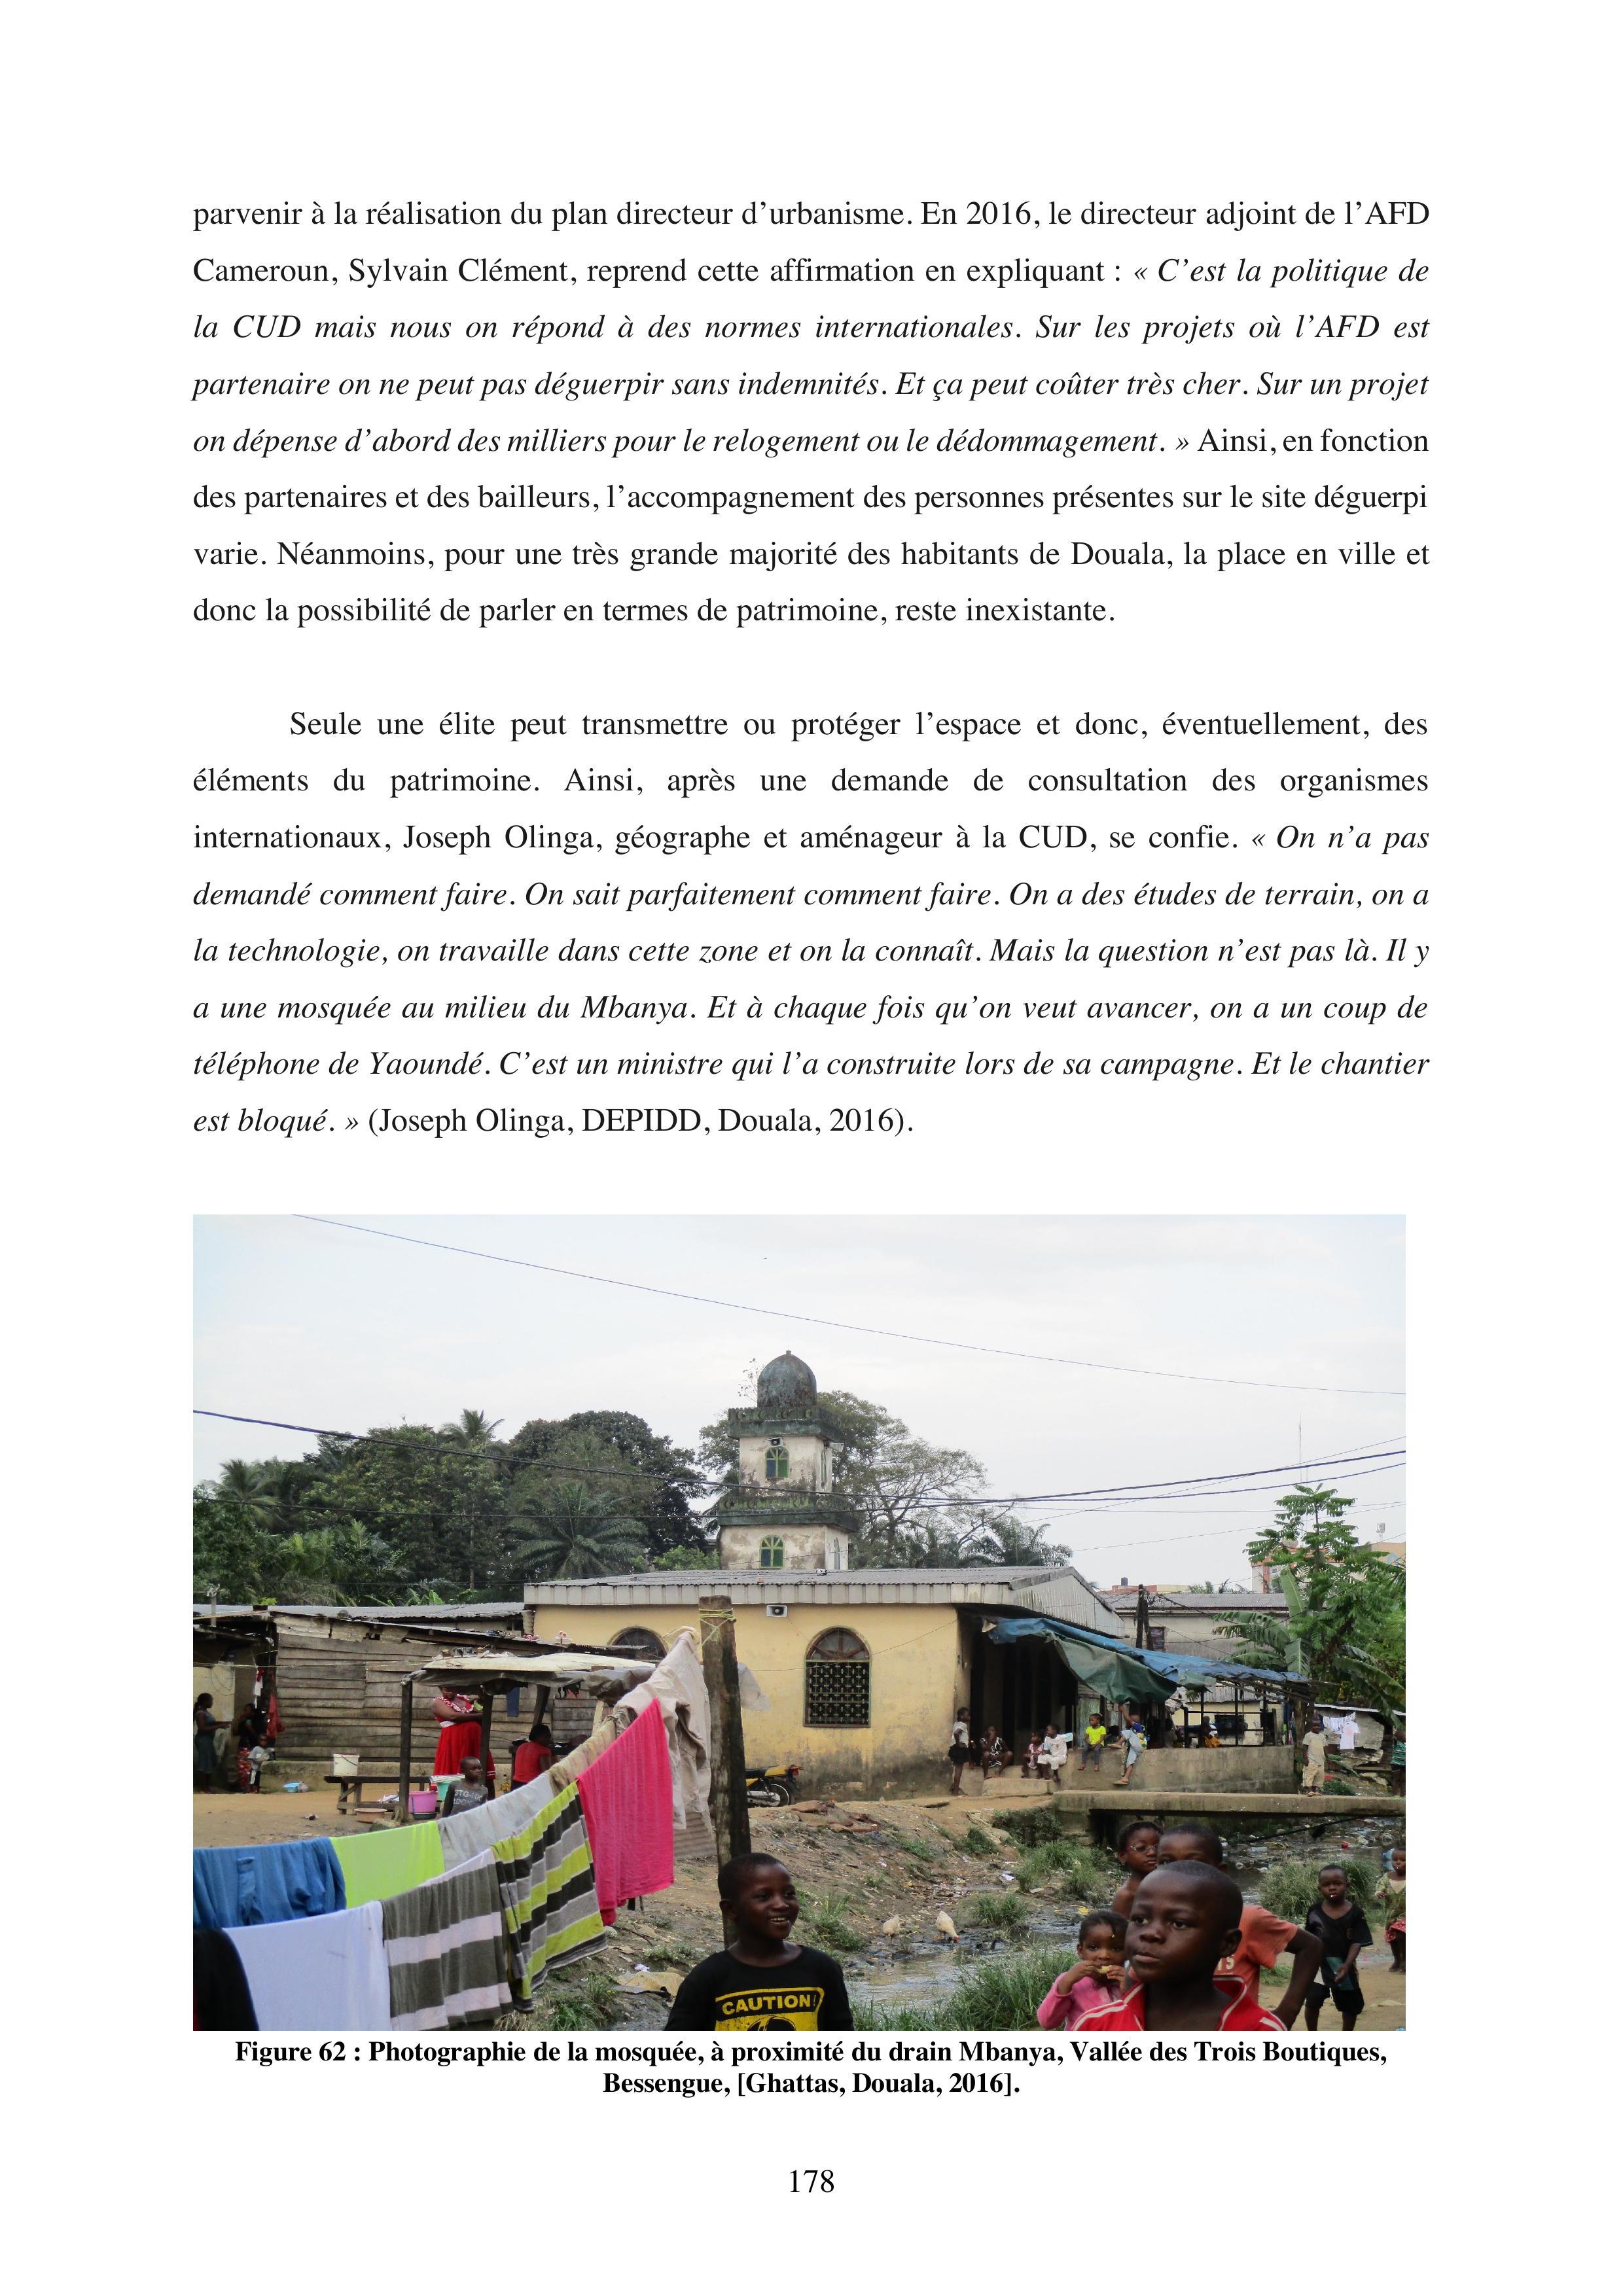 parvenir à la réalisation du plan directeur d’urbanisme. En 2016, le directeur adjoint de l’AFD
Cameroun, Sylvain Clément, reprend cette affirmation en expliquant : « C’est la politique de
la CUD mais nous on répond à des normes internationales. Sur les projets où l’AFD est
partenaire on ne peut pas déguerpir sans indemnités. Et ça peut coûter très cher. Sur un projet
on dépense d’abord des milliers pour le relogement ou le dédommagement. » Ainsi, en fonction
des partenaires et des bailleurs, l’accompagnement des personnes présentes sur le site déguerpi
varie. Néanmoins, pour une très grande majorité des habitants de Douala, la place en ville et
donc la possibilité de parler en termes de patrimoine, reste inexistante.
Seule une élite peut transmettre ou protéger l’espace et donc, éventuellement, des
éléments du patrimoine. Ainsi, après une demande de consultation des organismes
internationaux, Joseph Olinga, géographe et aménageur à la CUD, se confie. « On n’a pas
demandé comment faire. On sait parfaitement comment faire. On a des études de terrain, on a
la technologie, on travaille dans cette zone et on la connaît. Mais la question n’est pas là. Il y
a une mosquée au milieu du Mbanya. Et à chaque fois qu’on veut avancer, on a un coup de
téléphone de Yaoundé. C’est un ministre qui l’a construite lors de sa campagne. Et le chantier
est bloqué. » (Joseph Olinga, DEPIDD, Douala, 2016).
CAUTION!
Figure 62 : Photographie de la mosquée, à proximité du drain Mbanya, Vallée des Trois Boutiques,
Bessengue, [Ghattas, Douala, 2016].
178